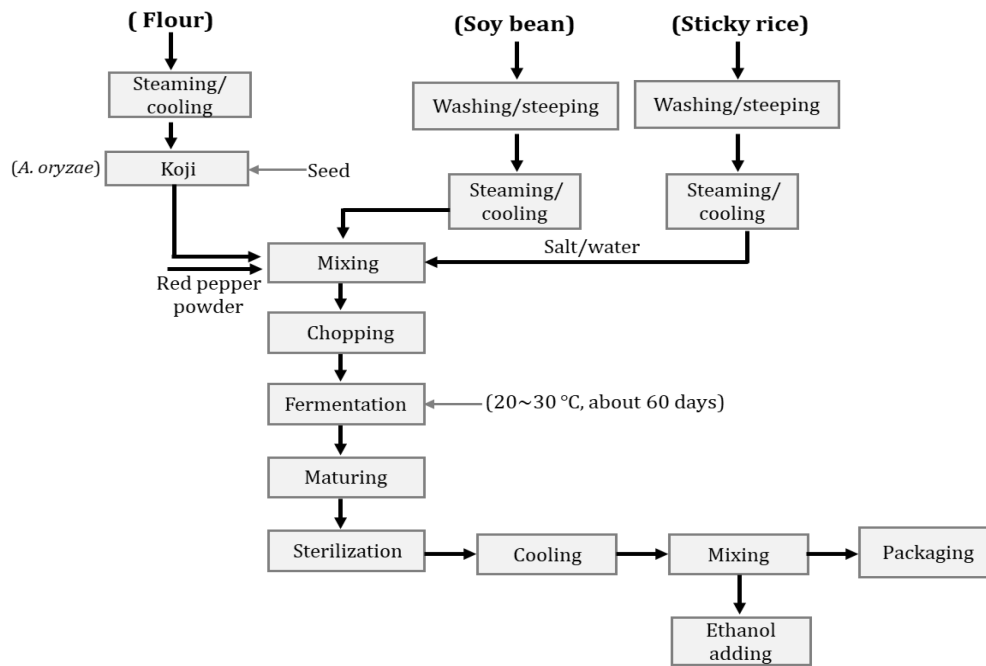 ( Flour)
(Soy bean)
(Sticky rice)
Steaming/
cooling
Washing/steeping
Washing/steeping
(A. oryzae)
Koji
Seed
Steaming/
cooling
Steaming/
cooling
Salt/water
Mixing
Red pepper
powder
Chopping
Fermentation
(20~30 ℃, about 60 days)
Maturing
Sterilization
Cooling
Mixing
Packaging
Ethanol
adding